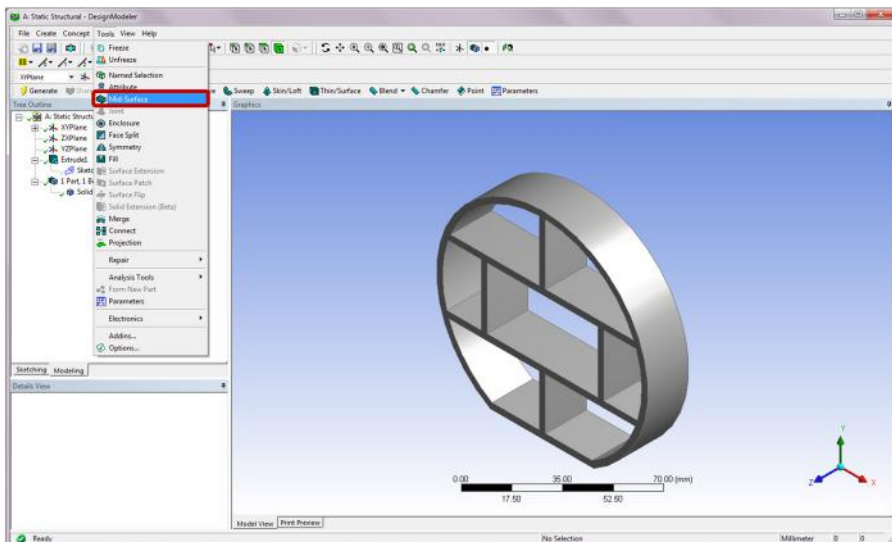 A: Static Structural - DesignModeler
File Create Concept Tools View Help
XYPlane
Generate Sweep Skin/Loft Thin/Surface Blend Chamfer Point Parameters
Tree Outline
A: Static Struct
XYPlane
ZXPlane
YZPlane
Extrude1
Sketc
1 Part, 1 B
Solid
Freeze
Unfreeze
Named Selection
Attribute
Mid-Surface
Joint
Enclosure
Face Split
Symmetry
Fill
Surface Extension
Surface Patch
Surface Flip
Solid Extension (Beta)
Merge
Connect
Projection
Repair
Analysis Tools
Form New Part
Parameters
Electronics
Addins...
Options...
Sketching Modeling
Details View
Graphics
0.00 35.00 70.00 (mm)
17.50 52.50
Y
Z X
Model View Print Preview
Ready No Selection Millimeter 0 0